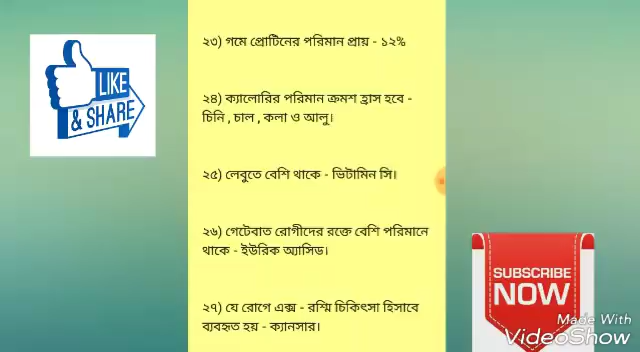 LIKE
& SHARE
২৩) গমে প্রোটিনের পরিমান প্রায় - ১২%
২৪) ক্যালোরির পরিমান ক্রমশ হ্রাস হবে -
চিনি , চাল , কলা ও আলু।
২৫) লেবুতে বেশি থাকে - ভিটামিন সি।
২৬) গেটেবাত রোগীদের রক্তে বেশি পরিমানে
থাকে - ইউরিক অ্যাসিড।
২৭) যে রোগে এক্স - রশ্মি চিকিৎসা হিসাবে
ব্যবহৃত হয় - ক্যানসার।
SUBSCRIBE
NOW
Made With
VideoShow